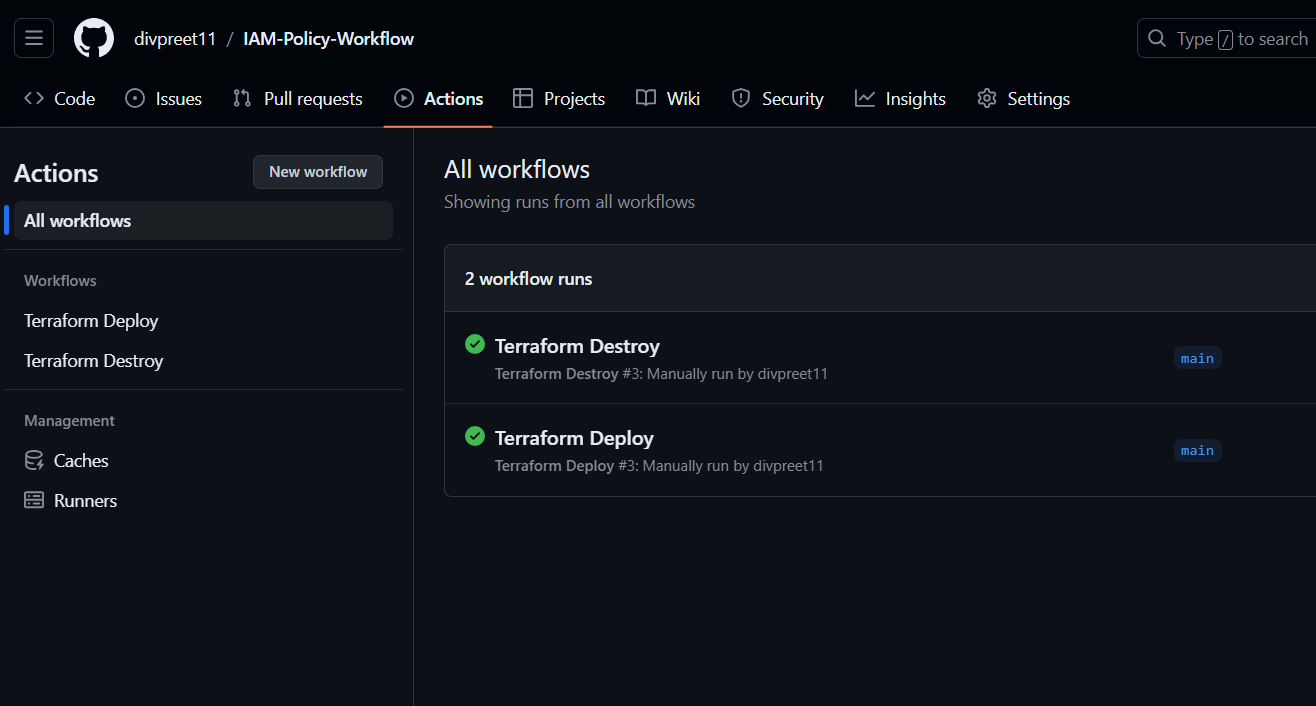 divpreet11 / IAM-Policy-Workflow
Type / to search
Code Issues Pull requests Actions Projects Wiki Security Insights Settings
Actions
New workflow
All workflows
Workflows
Terraform Deploy
Terraform Destroy
Management
Caches
Runners
All workflows
Showing runs from all workflows
2 workflow runs
Terraform Destroy
Terraform Destroy #3: Manually run by divpreet11
main
Terraform Deploy
Terraform Deploy #3: Manually run by divpreet11
main